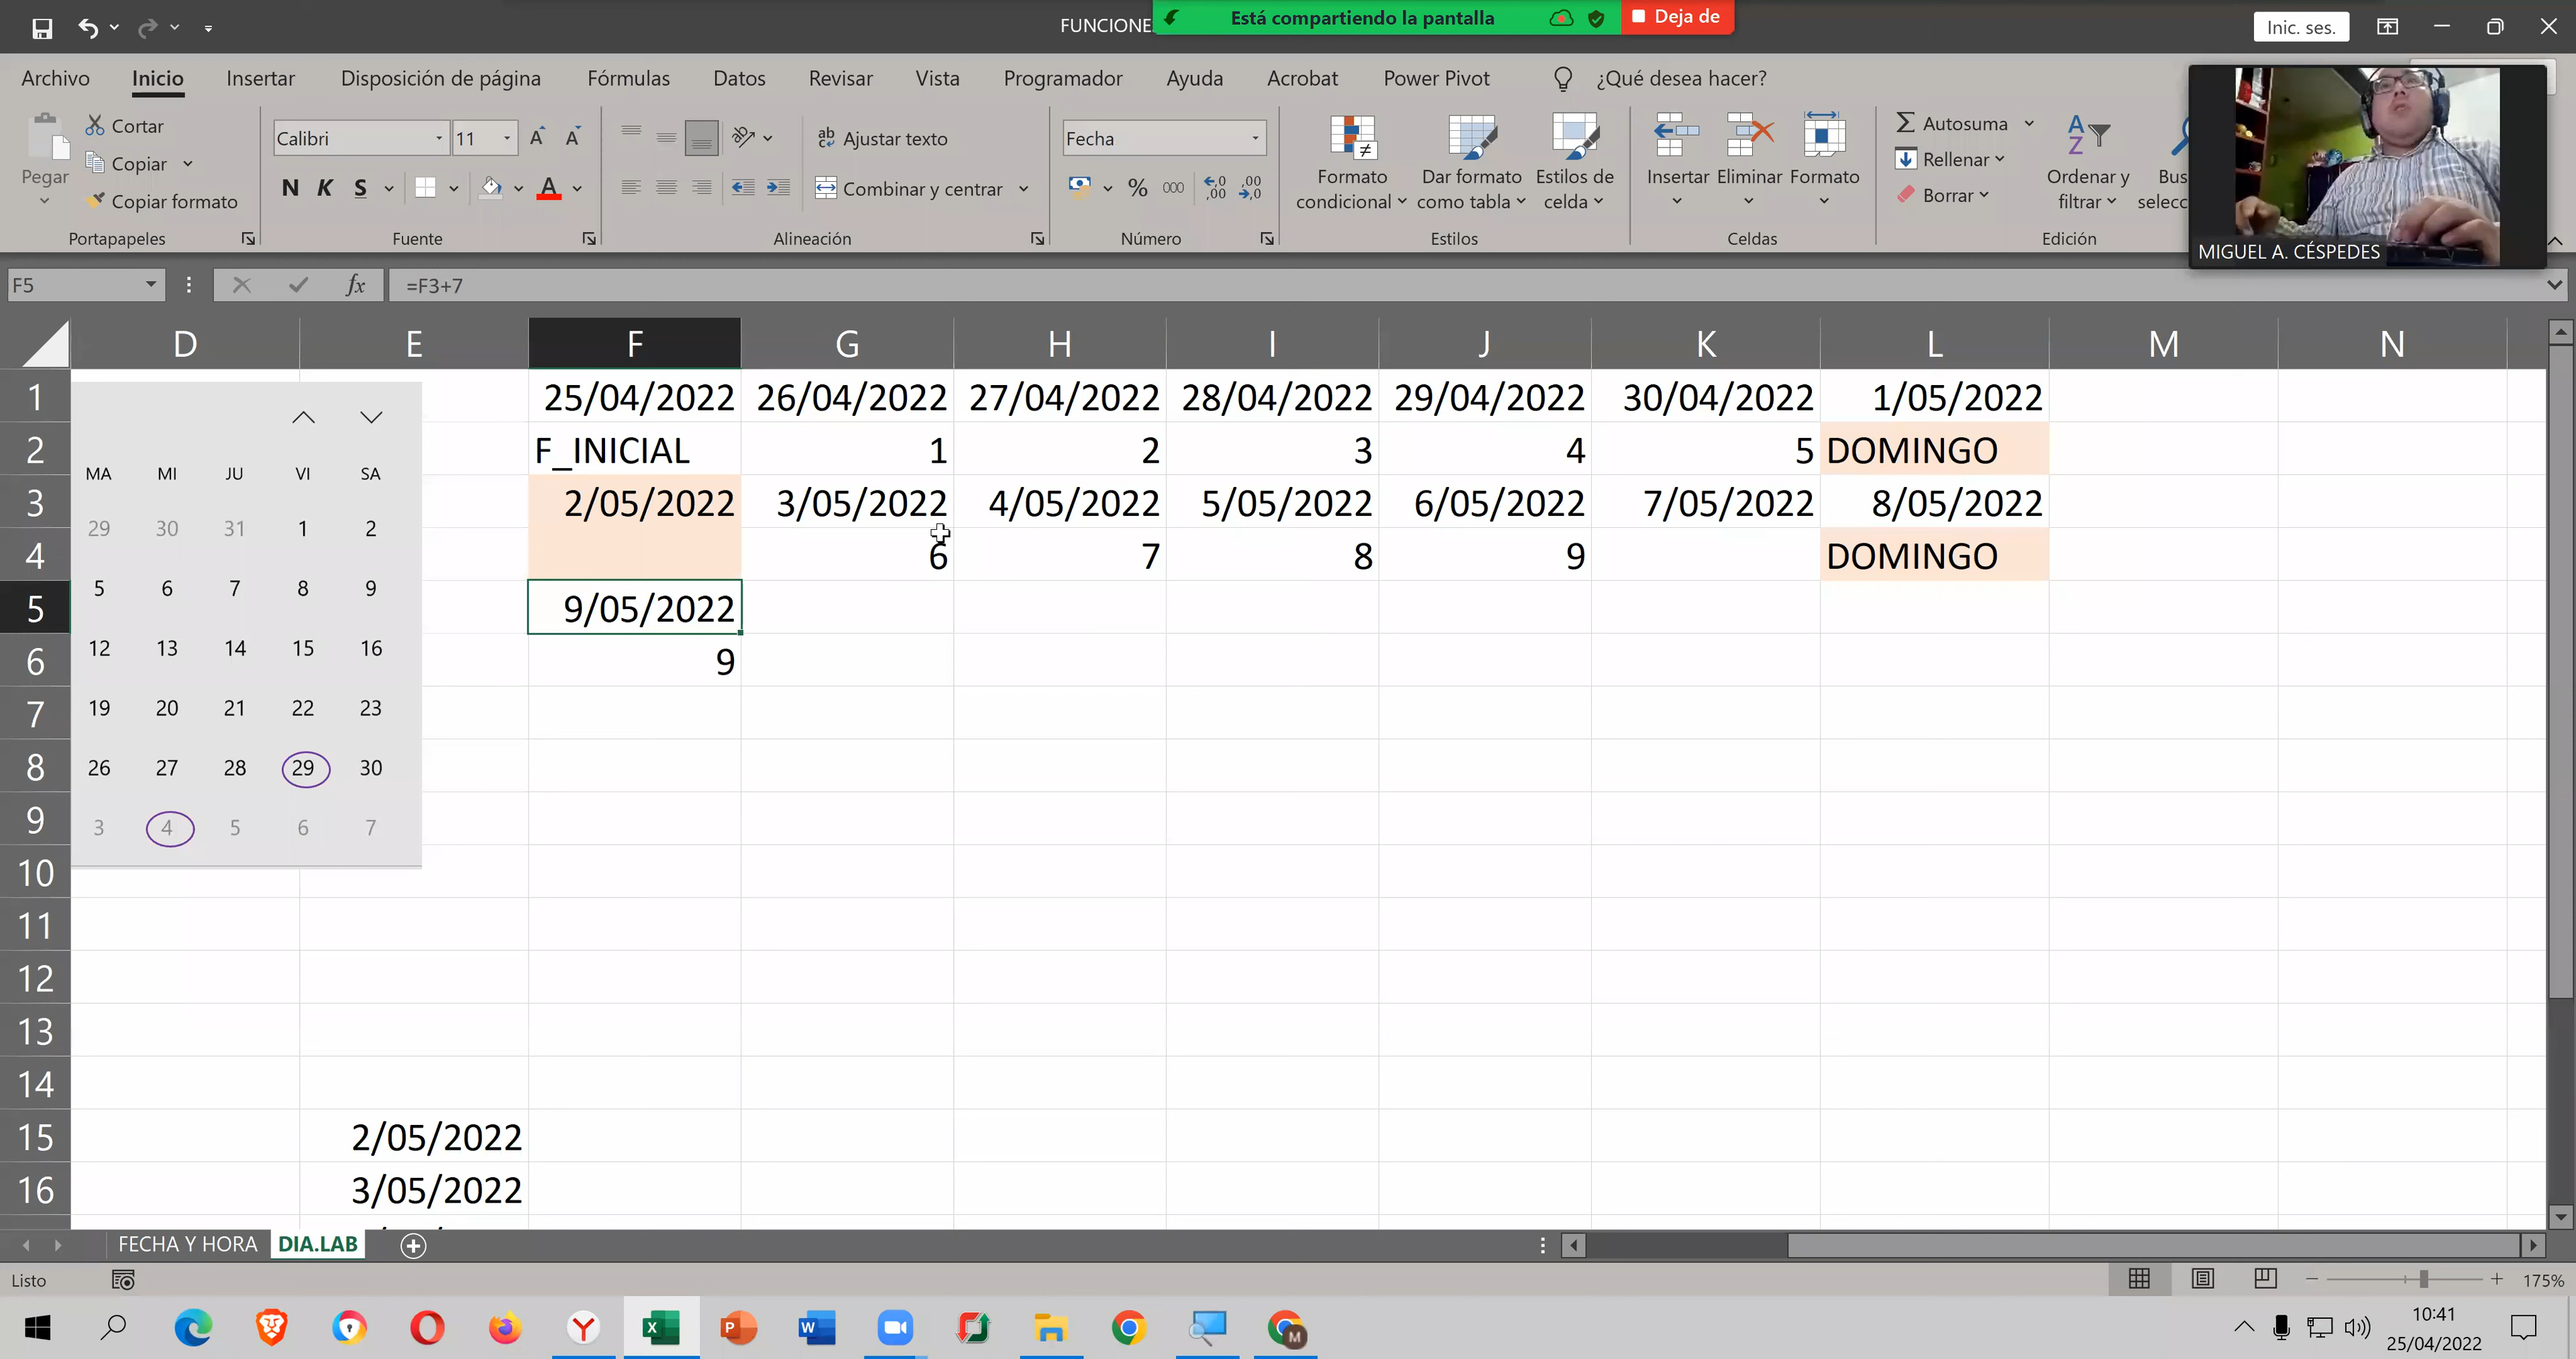 FUNCIONE
Está compartiendo la pantalla
Deja de
Inic. ses.
Archivo Inicio Insertar Disposición de página Fórmulas Datos Revisar Vista Programador Ayuda Acrobat Power Pivot ¿Qué desea hacer?
Pegar
Cortar
Copiar
Copiar formato
Portapapeles
Calibri 11
N K S
Fuente
Ajustar texto
Combinar y centrar
Alineación
Fecha
% 000
Número
Formato condicional
Dar formato como tabla
Estilos de celda
Estilos
Insertar Eliminar Formato
Celdas
Autosuma
Rellenar
Borrar
Ordenar y filtrar
Bus
selecc
Edición
MIGUEL A. CÉSPEDES
F5 fx =F3+7
D E F G H I J K L M N
1 25/04/2022 26/04/2022 27/04/2022 28/04/2022 29/04/2022 30/04/2022 1/05/2022
2 F_INICIAL 1 2 3 4 5 DOMINGO
3 2/05/2022 3/05/2022 4/05/2022 5/05/2022 6/05/2022 7/05/2022 8/05/2022
4 6 7 8 9 DOMINGO
5 9/05/2022
6 9
7
8
9
10
11
12
13
14
15 2/05/2022
16 3/05/2022
MA MI JU VI SA
29 30 31 1 2
5 6 7 8 9
12 13 14 15 16
19 20 21 22 23
26 27 28 29 30
3 4 5 6 7
FECHA Y HORA DIA.LAB
Listo
175%
10:41
25/04/2022